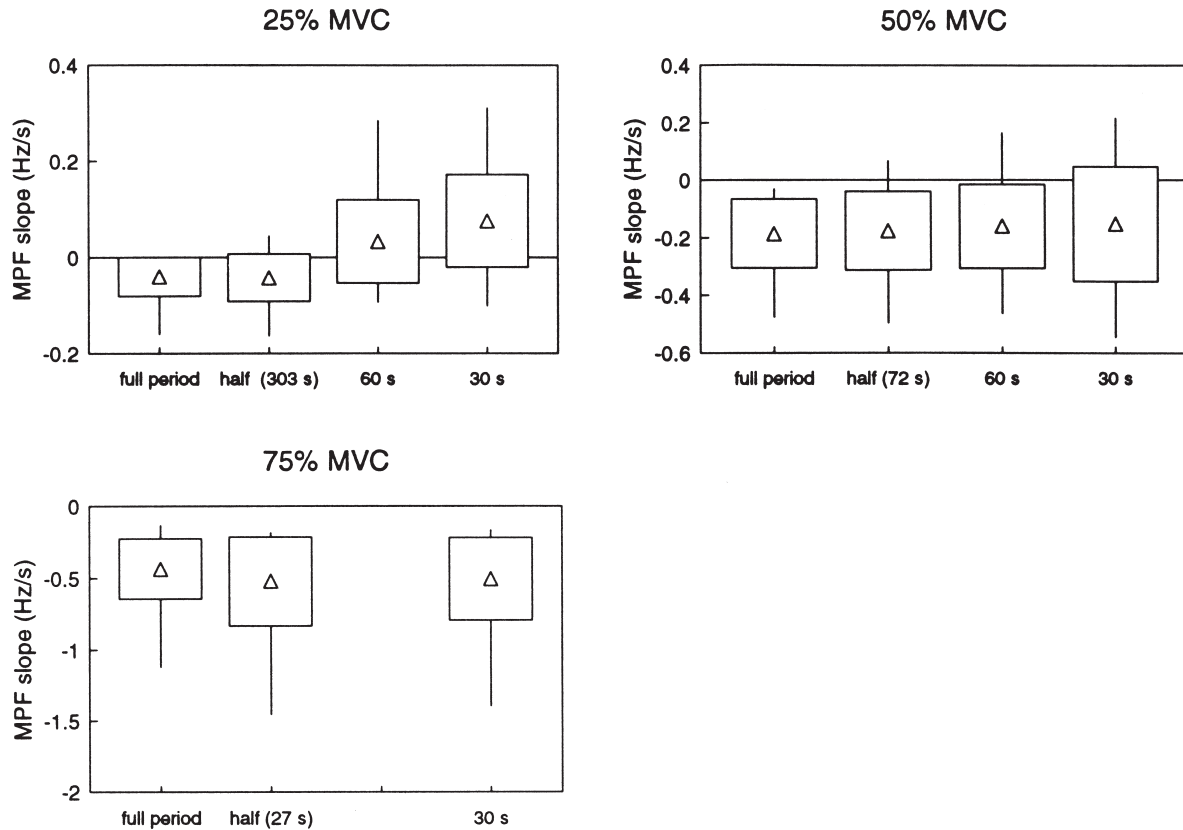 25% MVC
MPF slope (Hz/s)
0.4
0.2
0
-0.2
full period half (303 s) 60 s 30 s
50% MVC
MPF slope (Hz/s)
0.4
0.2
0
-0.2
-0.4
-0.6
full period half (72 s) 60 s 30 s
75% MVC
MPF slope (Hz/s)
0
-0.5
-1
-1.5
-2
full period half (27 s) 30 s